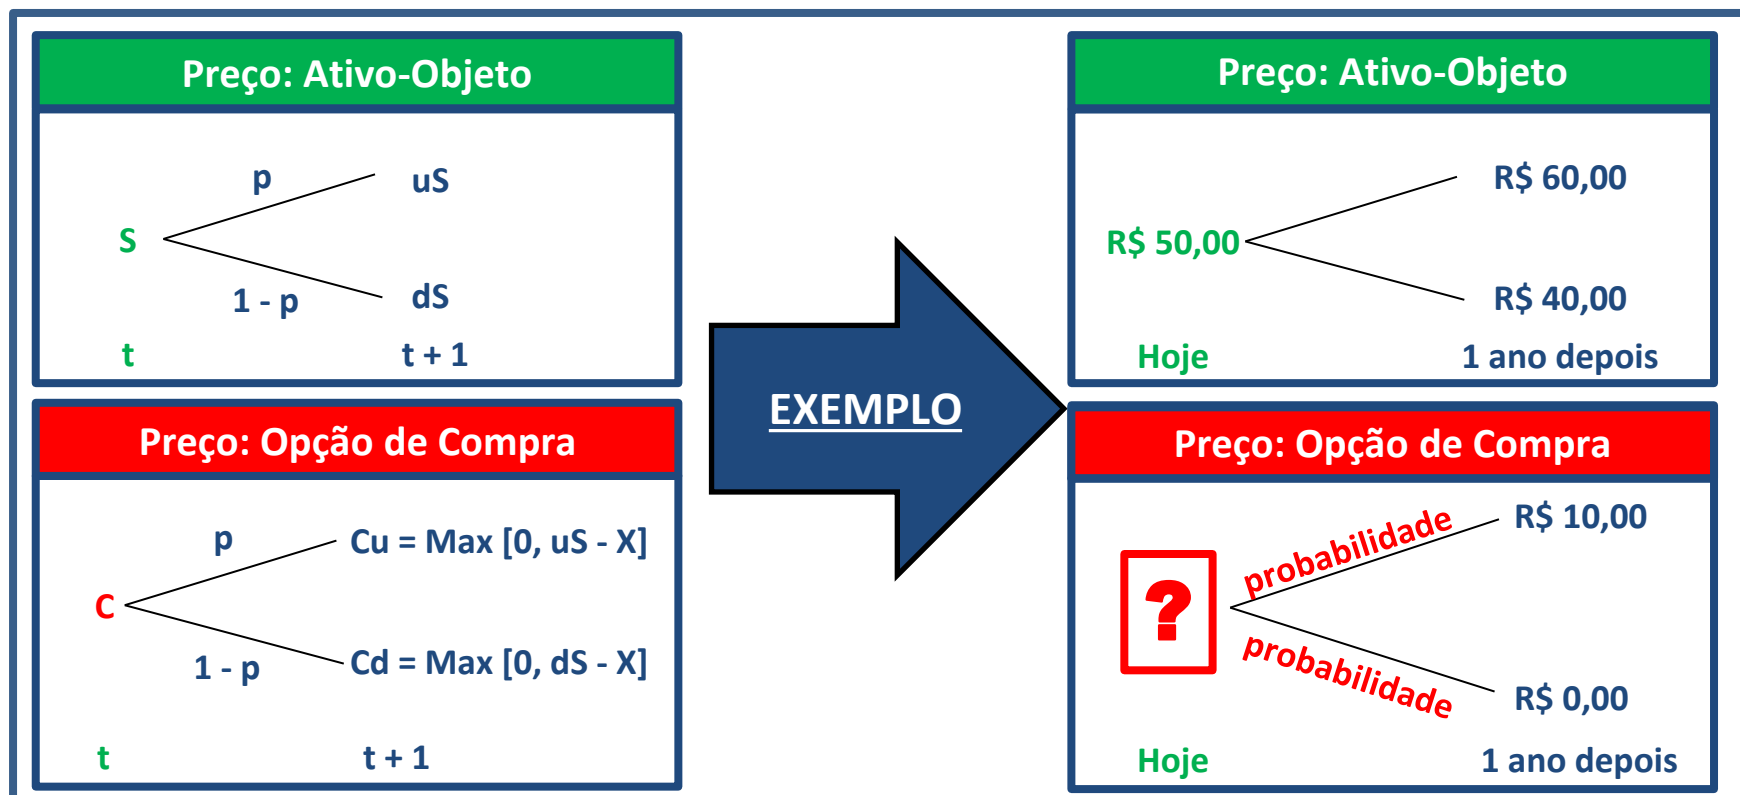 Preço: Ativo-Objeto
p
uS
S
1 - p
dS
t
t + 1
Preço: Opção de Compra
p
Cu = Max [0, uS - X]
C
1 - p
Cd = Max [0, dS - X]
t
t + 1
EXEMPLO
Preço: Ativo-Objeto
R$ 60,00
R$ 50,00
R$ 40,00
Hoje
1 ano depois
Preço: Opção de Compra
R$ 10,00
probabilidade
?
probabilidade
R$ 0,00
Hoje
1 ano depois